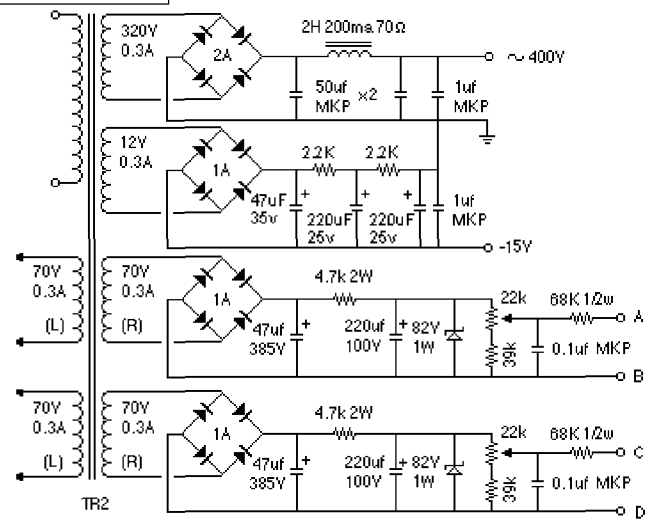 320V
0.3A
2A
2H 200ma 70Ω
50uf
MKP
x2
1uf
MKP
~ 400V
12V
0.3A
1A
2.2K
2.2K
47uF
35v
+
220uF
25v
+
220uF
25v
+
1uf
MKP
-15V
70V
0.3A
(L)
70V
0.3A
(R)
1A
4.7k 2W
47uf
385V
+
220uf
100V
+
82V
1W
22k
39k
68K 1/2w
0.1uf MKP
A
B
70V
0.3A
(L)
70V
0.3A
(R)
1A
4.7k 2W
47uf
385V
+
220uf
100V
+
82V
1W
22k
39k
68K 1/2w
0.1uf MKP
C
D
TR2